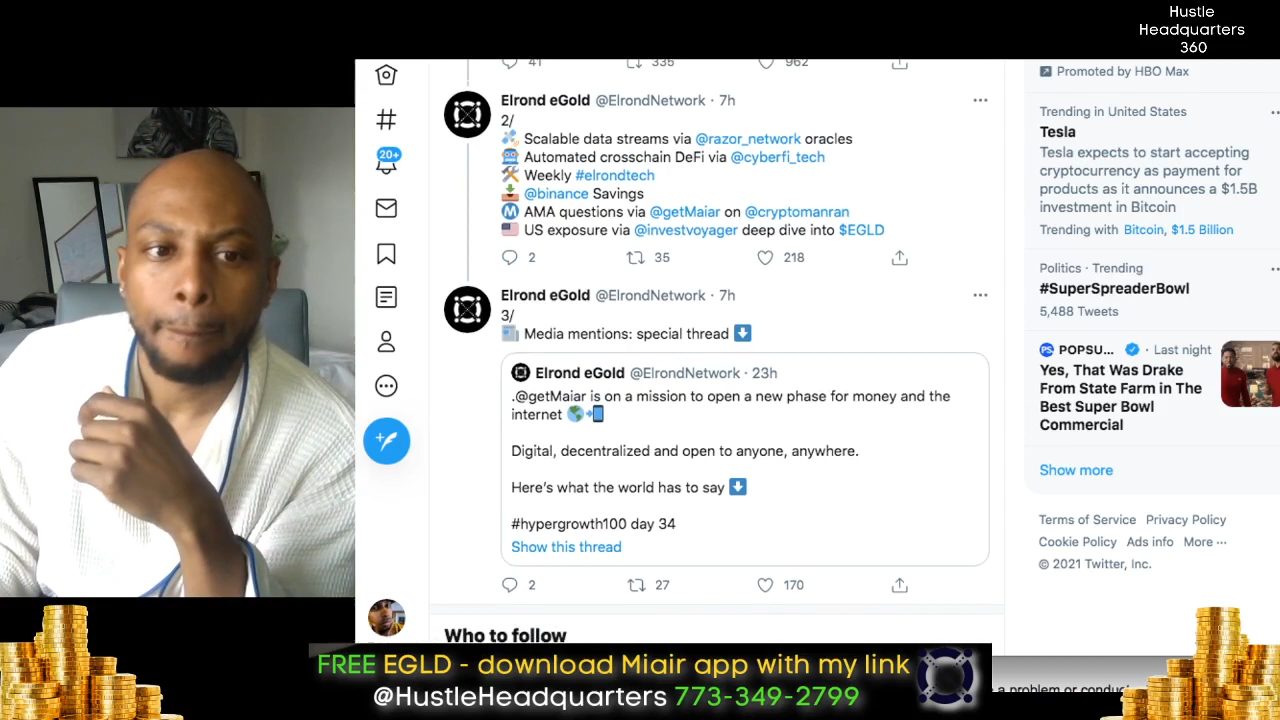 Hustle
Headquarters
360
41 335 962
Elrond eGold @ElrondNetwork · 7h
2/
Scalable data streams via @razor_network oracles
Automated crosschain DeFi via @cyberfi_tech
Weekly #elrondtech
@binance Savings
AMA questions via @getMaiar on @cryptomanran
US exposure via @investvoyager deep dive into $EGLD
2 35 218
Elrond eGold @ElrondNetwork · 7h
3/
Media mentions: special thread
Elrond eGold @ElrondNetwork · 23h
.@getMaiar is on a mission to open a new phase for money and the
internet
Digital, decentralized and open to anyone, anywhere.
Here's what the world has to say
#hypergrowth100 day 34
Show this thread
2 27 170
Who to follow
20+
Promoted by HBO Max
Trending in United States
Tesla
Tesla expects to start accepting
cryptocurrency as payment for
products as it announces a $1.5B
investment in Bitcoin
Trending with Bitcoin, $1.5 Billion
Politics · Trending
#SuperSpreaderBowl
5,488 Tweets
POPSU... · Last night
Yes, That Was Drake
From State Farm in The
Best Super Bowl
Commercial
Show more
Terms of Service Privacy Policy
Cookie Policy Ads info More ···
© 2021 Twitter, Inc.
FREE EGLD - download Miair app with my link
@HustleHeadquarters 773-349-2799
a problem or